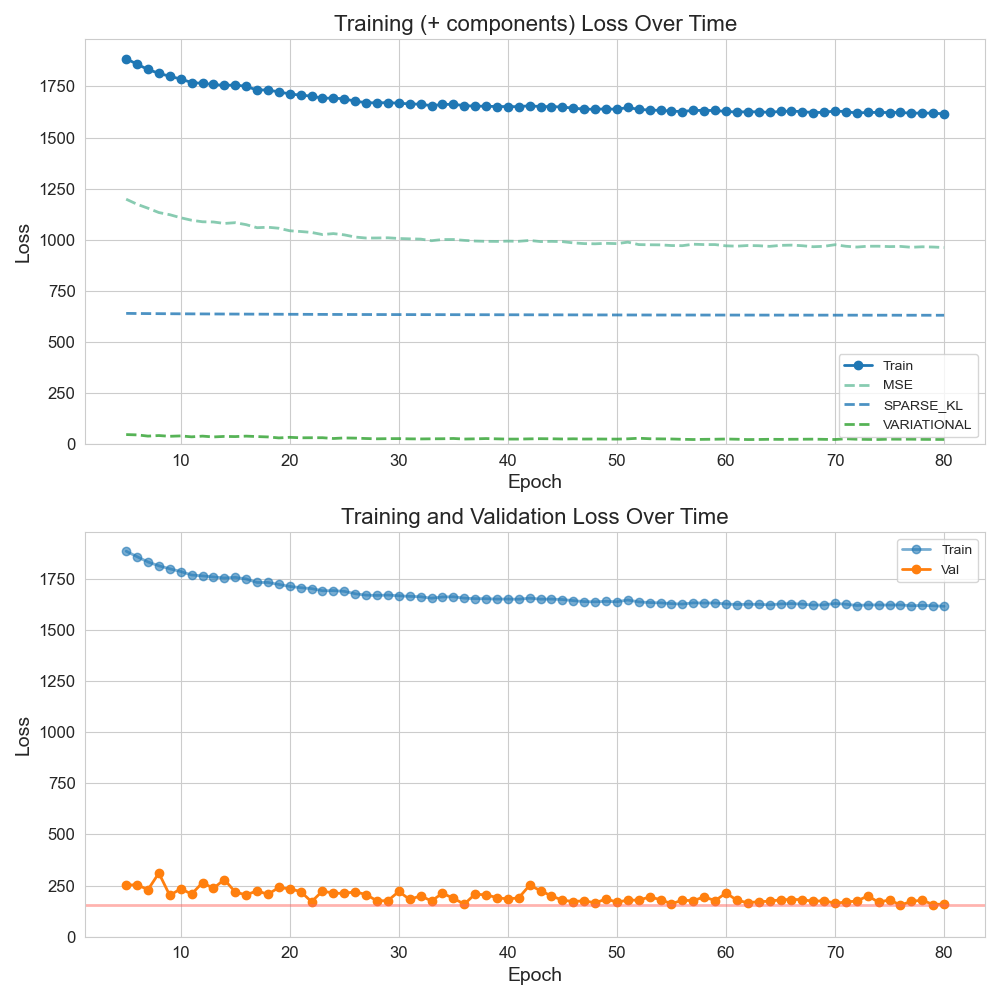 Training (+ components) Loss Over Time
Loss
1750
1500
1250
1000
750
500
250
0
10 20 30 40 50 60 70 80
Epoch
Train
MSE
SPARSE_KL
VARIATIONAL
Training and Validation Loss Over Time
Loss
1750
1500
1250
1000
750
500
250
0
10 20 30 40 50 60 70 80
Epoch
Train
Val